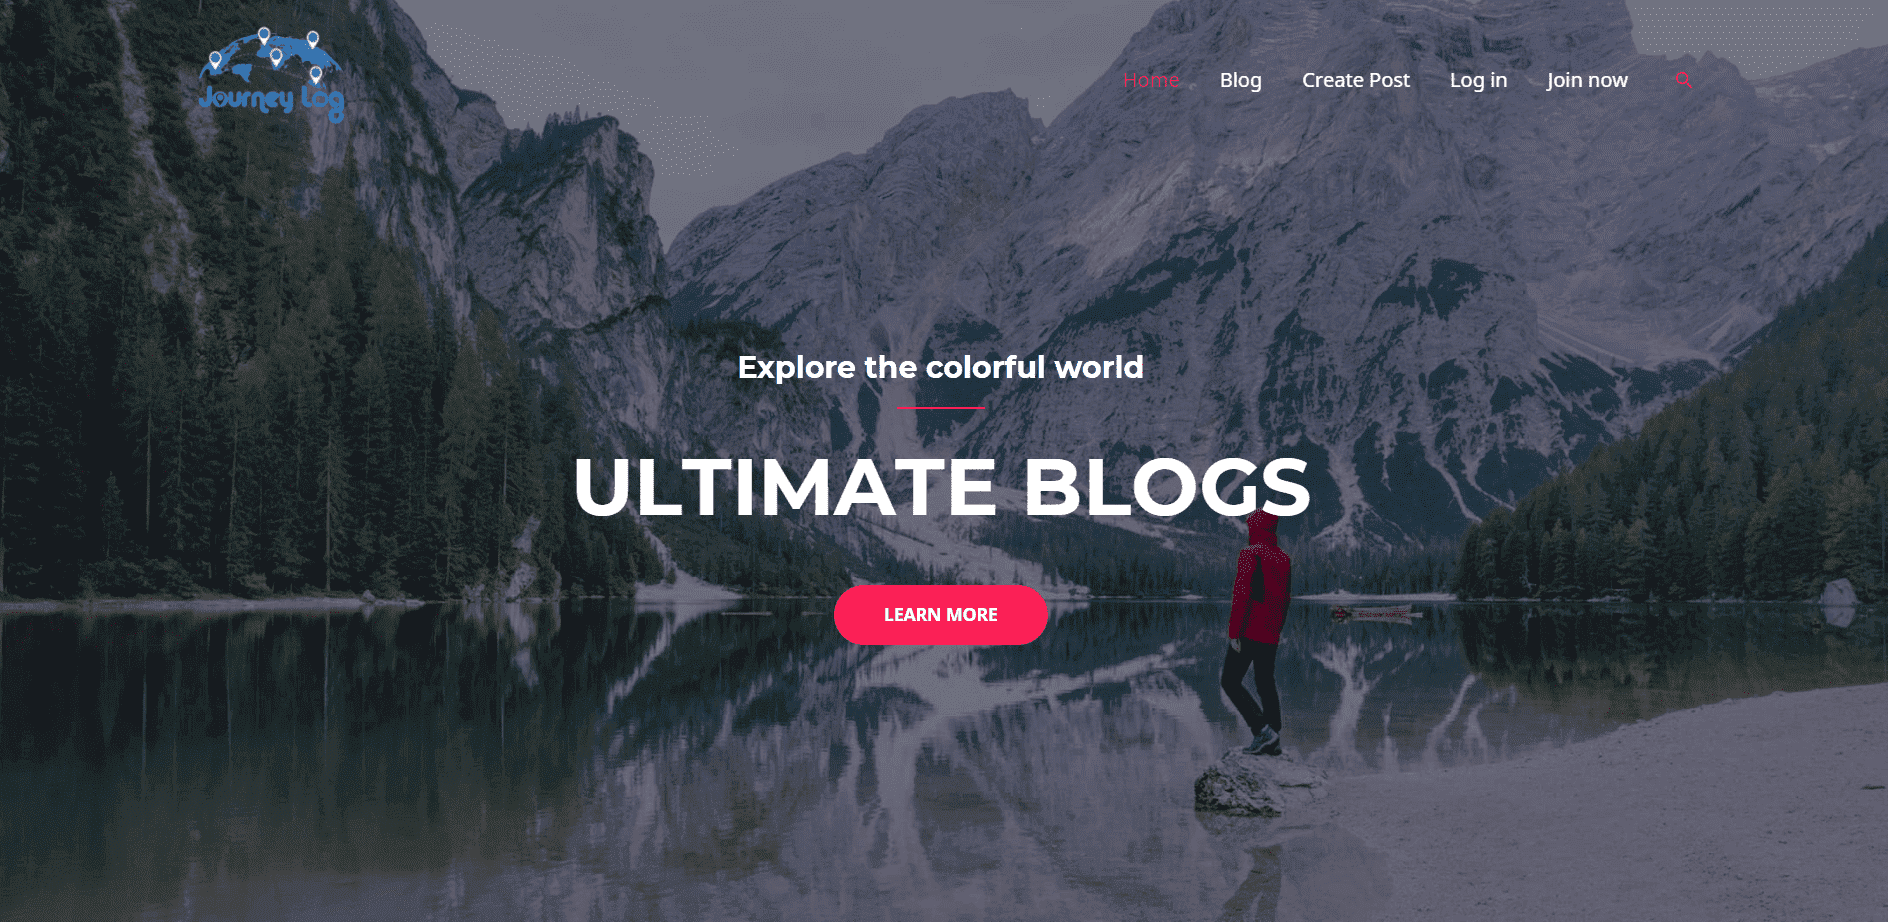 Journey Log
Home Blog Create Post Log in Join now
Explore the colorful world
ULTIMATE BLOGS
LEARN MORE